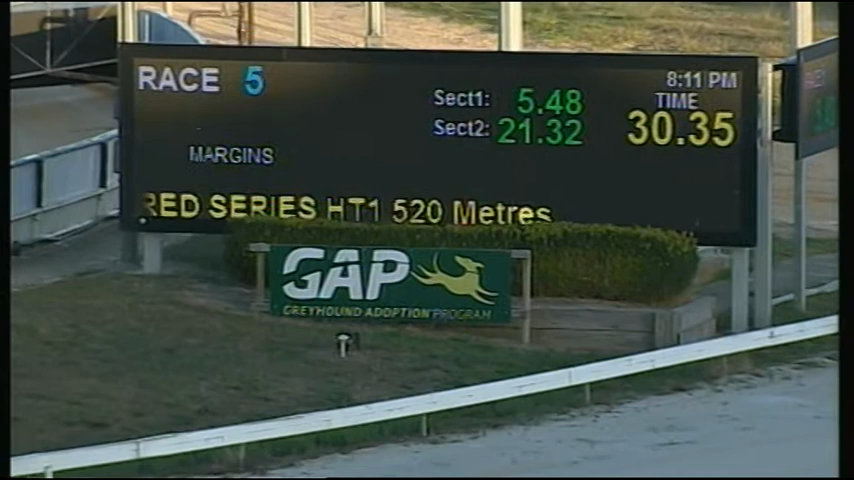 RACE 5
8:11 PM
Sect1: 5.48
TIME
Sect2: 21.32
30.35
MARGINS
RED SERIES HT1 520 Metres
GAP
GREYHOUND ADOPTION PROGRAM